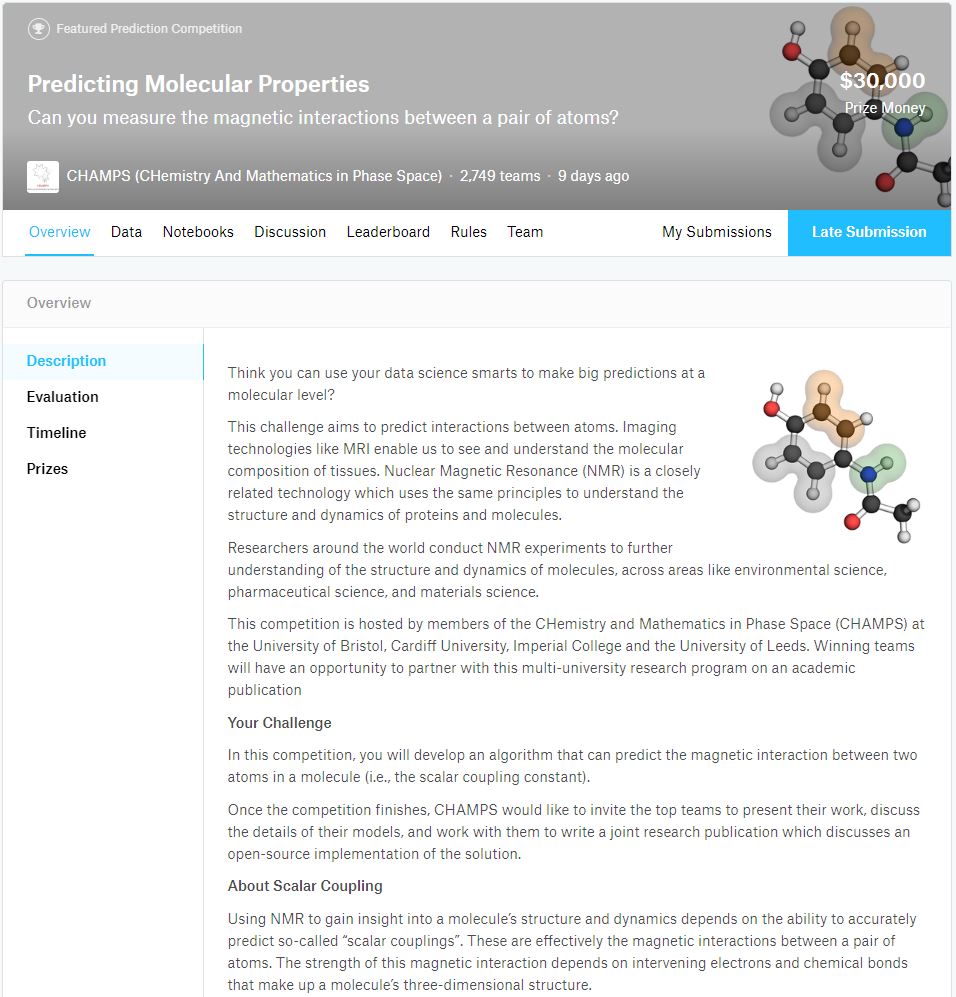 Featured Prediction Competition
Predicting Molecular Properties
Can you measure the magnetic interactions between a pair of atoms?
$30,000
Prize Money
CHAMPS (CHemistry And Mathematics in Phase Space) · 2,749 teams · 9 days ago
Overview Data Notebooks Discussion Leaderboard Rules Team My Submissions Late Submission
Overview
Description
Evaluation
Timeline
Prizes
Think you can use your data science smarts to make big predictions at a
molecular level?
This challenge aims to predict interactions between atoms. Imaging
technologies like MRI enable us to see and understand the molecular
composition of tissues. Nuclear Magnetic Resonance (NMR) is a closely
related technology which uses the same principles to understand the
structure and dynamics of proteins and molecules.
Researchers around the world conduct NMR experiments to further
understanding of the structure and dynamics of molecules, across areas like environmental science,
pharmaceutical science, and materials science.
This competition is hosted by members of the CHemistry and Mathematics in Phase Space (CHAMPS) at
the University of Bristol, Cardiff University, Imperial College and the University of Leeds. Winning teams
will have an opportunity to partner with this multi-university research program on an academic
publication
Your Challenge
In this competition, you will develop an algorithm that can predict the magnetic interaction between two
atoms in a molecule (i.e., the scalar coupling constant).
Once the competition finishes, CHAMPS would like to invite the top teams to present their work, discuss
the details of their models, and work with them to write a joint research publication which discusses an
open-source implementation of the solution.
About Scalar Coupling
Using NMR to gain insight into a molecule's structure and dynamics depends on the ability to accurately
predict so-called "scalar couplings". These are effectively the magnetic interactions between a pair of
atoms. The strength of this magnetic interaction depends on intervening electrons and chemical bonds
that make up a molecule's three-dimensional structure.